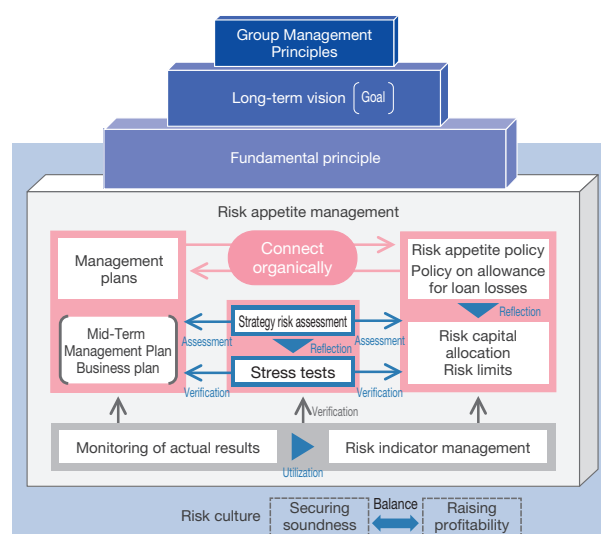 Group Management
Principles
Long-term vision [Goal]
Fundamental principle
Risk appetite management
Management
plans
Connect
organically
Risk appetite policy
Policy on allowance
for loan losses
Reflection
Mid-Term
Management Plan
Business plan
Assessment
Strategy risk assessment
Assessment
Reflection
Risk capital
allocation
Risk limits
Stress tests
Verification
Verification
Verification
Monitoring of actual results
Utilization
Risk indicator management
Risk culture
Securing
soundness
Balance
Raising
profitability